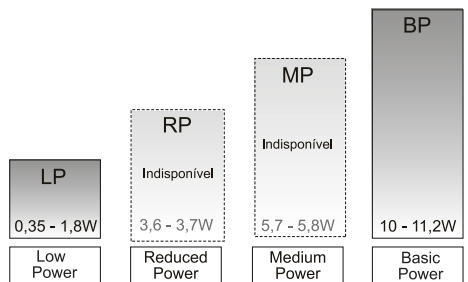 LP
0,35 - 1,8W
Low
Power
RP
Indisponível
3,6 - 3,7W
Reduced
Power
MP
Indisponível
5,7 - 5,8W
Medium
Power
BP
10 - 11,2W
Basic
Power